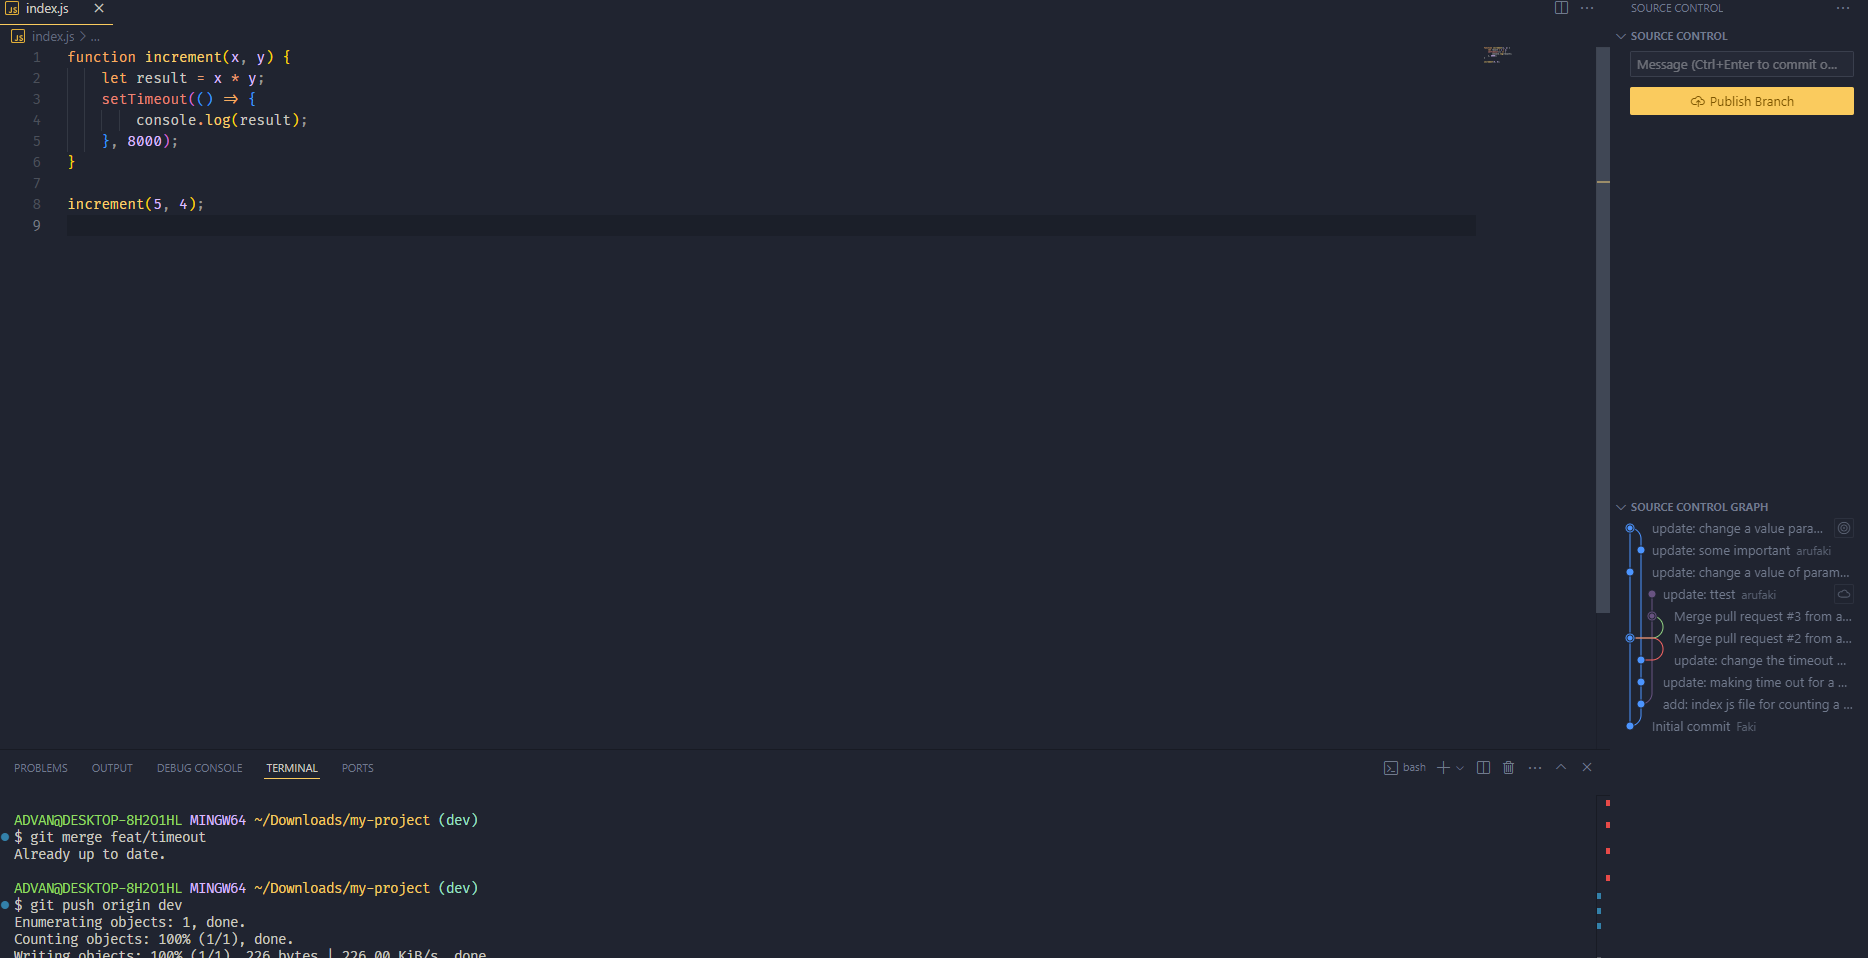 index.js
index.js > ...
1 function increment(x, y) {
2 let result = x * y;
3 setTimeout(() => {
4 console.log(result);
5 }, 8000);
6 }
7
8 increment(5, 4);
9
PROBLEMS OUTPUT DEBUG CONSOLE TERMINAL PORTS
bash
ADVAN@DESKTOP-8H2O1HL MINGW64 ~/Downloads/my-project (dev)
$ git merge feat/timeout
Already up to date.
ADVAN@DESKTOP-8H2O1HL MINGW64 ~/Downloads/my-project (dev)
$ git push origin dev
Enumerating objects: 1, done.
Counting objects: 100% (1/1), done.
Writing objects: 100% (1/1), 226 bytes | 226.00 KiB/s, done.
SOURCE CONTROL
SOURCE CONTROL
Message (Ctrl+Enter to commit o...
Publish Branch
SOURCE CONTROL GRAPH
update: change a value para...
update: some important arufaki
update: change a value of param...
update: ttest arufaki
Merge pull request #3 from a...
Merge pull request #2 from a...
update: change the timeout ...
update: making time out for a ...
add: index js file for counting a ...
Initial commit Faki